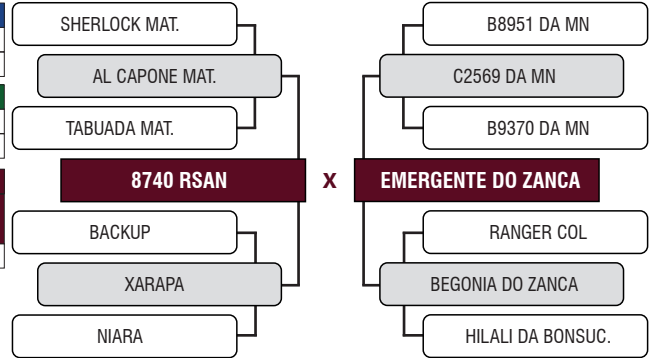 SHERLOCK MAT.
AL CAPONE MAT.
TABUADA MAT.
8740 RSAN
BACKUP
XARAPA
NIARA
X
B8951 DA MN
C2569 DA MN
B9370 DA MN
EMERGENTE DO ZANCA
RANGER COL
BEGONIA DO ZANCA
HILALI DA BONSUC.